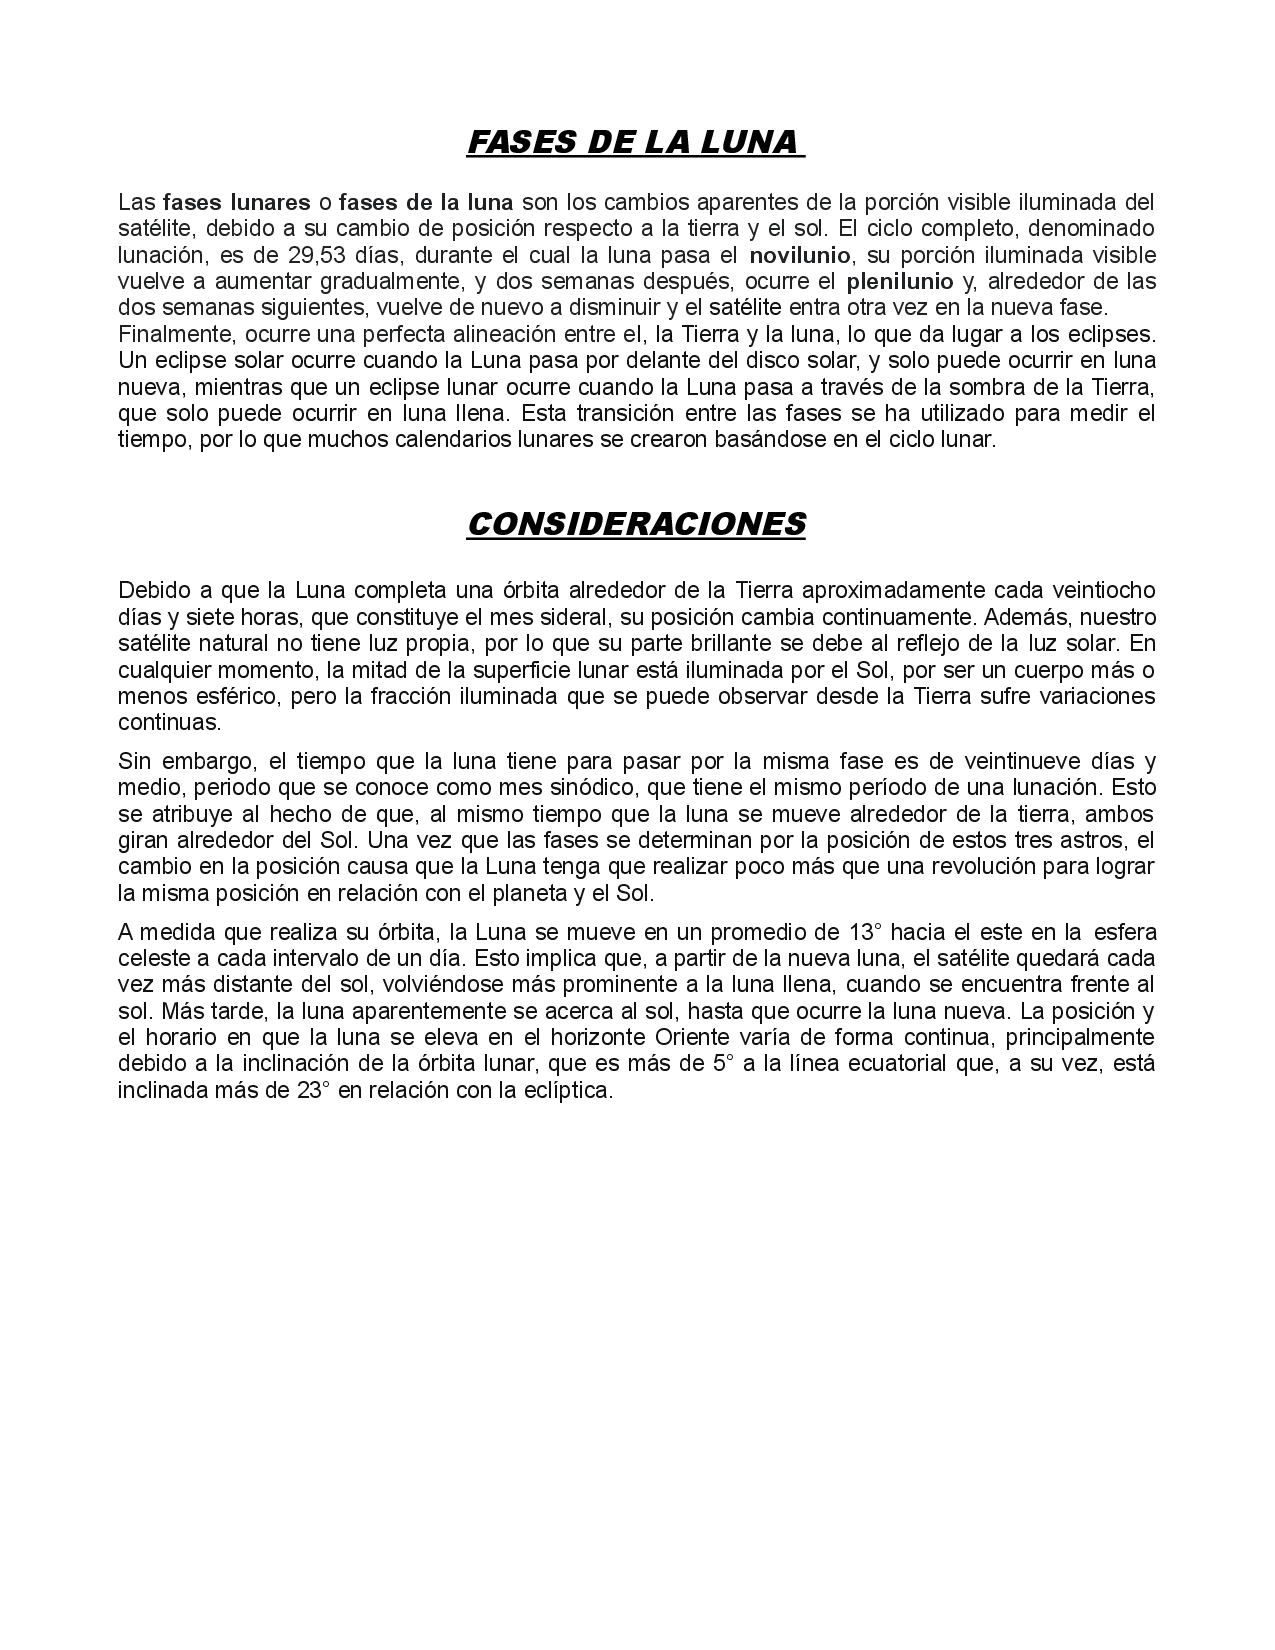 FASES DE LA LUNA
Las fases lunares o fases de la luna son los cambios aparentes de la porción visible iluminada del
satélite, debido a su cambio de posición respecto a la tierra y el sol. El ciclo completo, denominado
lunación, es de 29,53 días, durante el cual la luna pasa el novilunio, su porción iluminada visible
vuelve a aumentar gradualmente, y dos semanas después, ocurre el plenilunio y, alrededor de las
dos semanas siguientes, vuelve de nuevo a disminuir y el satélite entra otra vez en la nueva fase.
Finalmente, ocurre una perfecta alineación entre el, la Tierra y la luna, lo que da lugar a los eclipses.
Un eclipse solar ocurre cuando la Luna pasa por delante del disco solar, y solo puede ocurrir en luna
nueva, mientras que un eclipse lunar ocurre cuando la Luna pasa a través de la sombra de la Tierra,
que solo puede ocurrir en luna llena. Esta transición entre las fases se ha utilizado para medir el
tiempo, por lo que muchos calendarios lunares se crearon basándose en el ciclo lunar.
CONSIDERACIONES
Debido a que la Luna completa una órbita alrededor de la Tierra aproximadamente cada veintiocho
días y siete horas, que constituye el mes sideral, su posición cambia continuamente. Además, nuestro
satélite natural no tiene luz propia, por lo que su parte brillante se debe al reflejo de la luz solar. En
cualquier momento, la mitad de la superficie lunar está iluminada por el Sol, por ser un cuerpo más o
menos esférico, pero la fracción iluminada que se puede observar desde la Tierra sufre variaciones
continuas.
Sin embargo, el tiempo que la luna tiene para pasar por la misma fase es de veintinueve días y
medio, periodo que se conoce como mes sinódico, que tiene el mismo período de una lunación. Esto
se atribuye al hecho de que, al mismo tiempo que la luna se mueve alrededor de la tierra, ambos
giran alrededor del Sol. Una vez que las fases se determinan por la posición de estos tres astros, el
cambio en la posición causa que la Luna tenga que realizar poco más que una revolución para lograr
la misma posición en relación con el planeta y el Sol.
A medida que realiza su órbita, la Luna se mueve en un promedio de 13° hacia el este en la esfera
celeste a cada intervalo de un día. Esto implica que, a partir de la nueva luna, el satélite quedará cada
vez más distante del sol, volviéndose más prominente a la luna llena, cuando se encuentra frente al
sol. Más tarde, la luna aparentemente se acerca al sol, hasta que ocurre la luna nueva. La posición y
el horario en que la luna se eleva en el horizonte Oriente varía de forma continua, principalmente
debido a la inclinación de la órbita lunar, que es más de 5° a la línea ecuatorial que, a su vez, está
inclinada más de 23° en relación con la eclíptica.